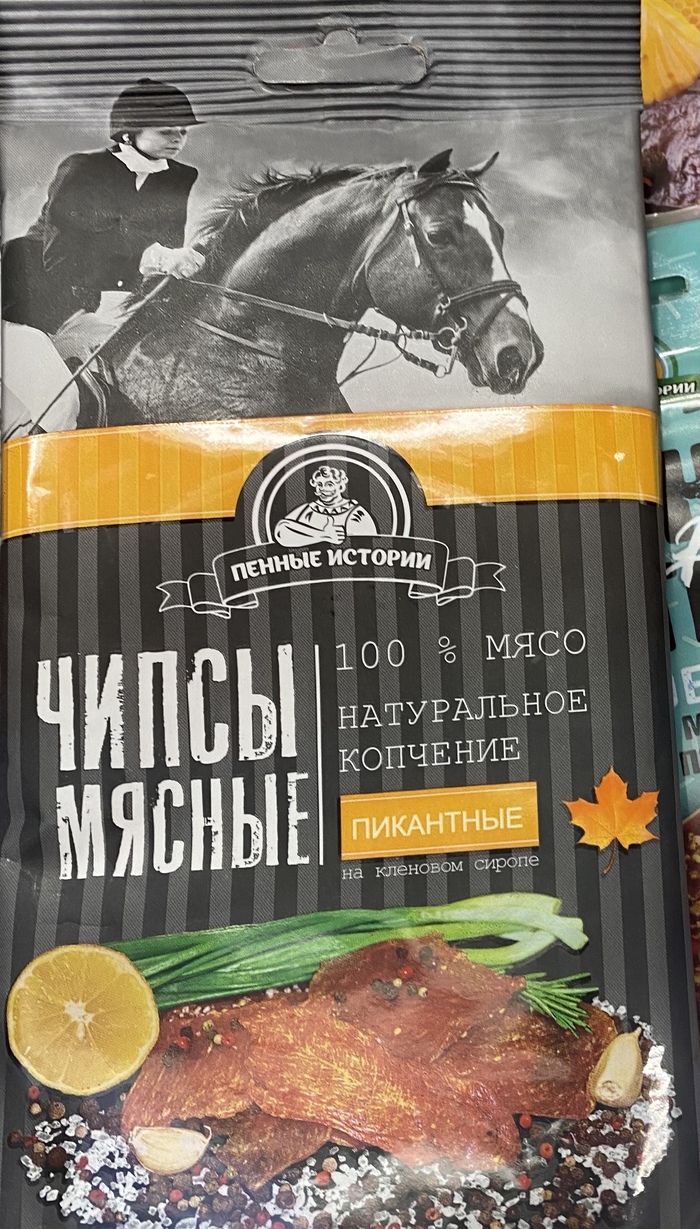 ПЕННЫЕ ИСТОРИИ
ЧИПСЫ
МЯСНЫЕ
100 % МЯСО
НАТУРАЛЬНОЕ
КОПЧЕНИЕ
ПИКАНТНЫЕ
на кленовом сиропе